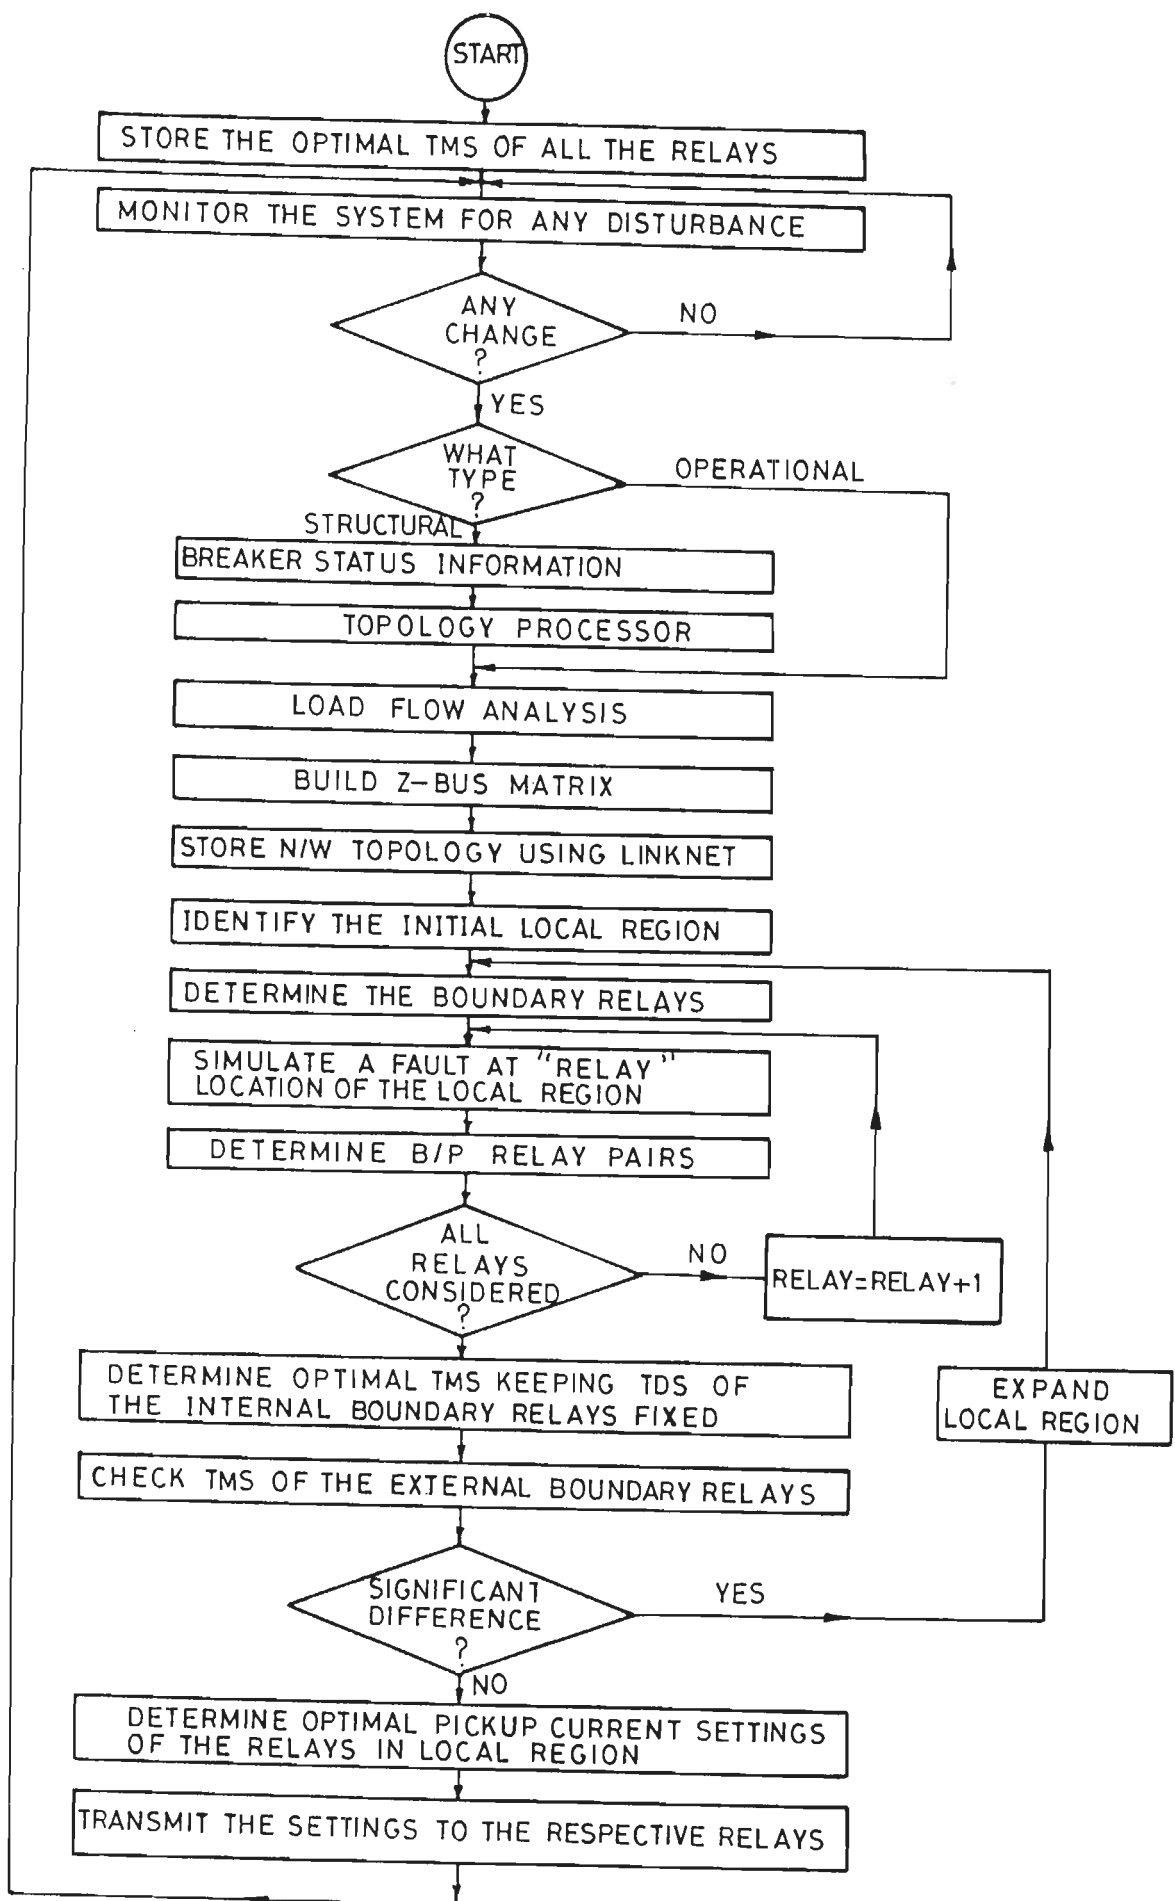 START
STORE THE OPTIMAL TMS OF ALL THE RELAYS
MONITOR THE SYSTEM FOR ANY DISTURBANCE
ANY
CHANGE
?
NO
YES
WHAT
TYPE
?
OPERATIONAL
STRUCTURAL
BREAKER STATUS INFORMATION
TOPOLOGY PROCESSOR
LOAD FLOW ANALYSIS
BUILD Z-BUS MATRIX
STORE N/W TOPOLOGY USING LINKNET
IDENTIFY THE INITIAL LOCAL REGION
DETERMINE THE BOUNDARY RELAYS
SIMULATE A FAULT AT "RELAY"
LOCATION OF THE LOCAL REGION
DETERMINE B/P RELAY PAIRS
ALL
RELAYS
CONSIDERED
?
NO
RELAY=RELAY+1
DETERMINE OPTIMAL TMS KEEPING TDS OF
THE INTERNAL BOUNDARY RELAYS FIXED
EXPAND
LOCAL REGION
CHECK TMS OF THE EXTERNAL BOUNDARY RELAYS
SIGNIFICANT
DIFFERENCE
?
YES
NO
DETERMINE OPTIMAL PICKUP CURRENT SETTINGS
OF THE RELAYS IN LOCAL REGION
TRANSMIT THE SETTINGS TO THE RESPECTIVE RELAYS